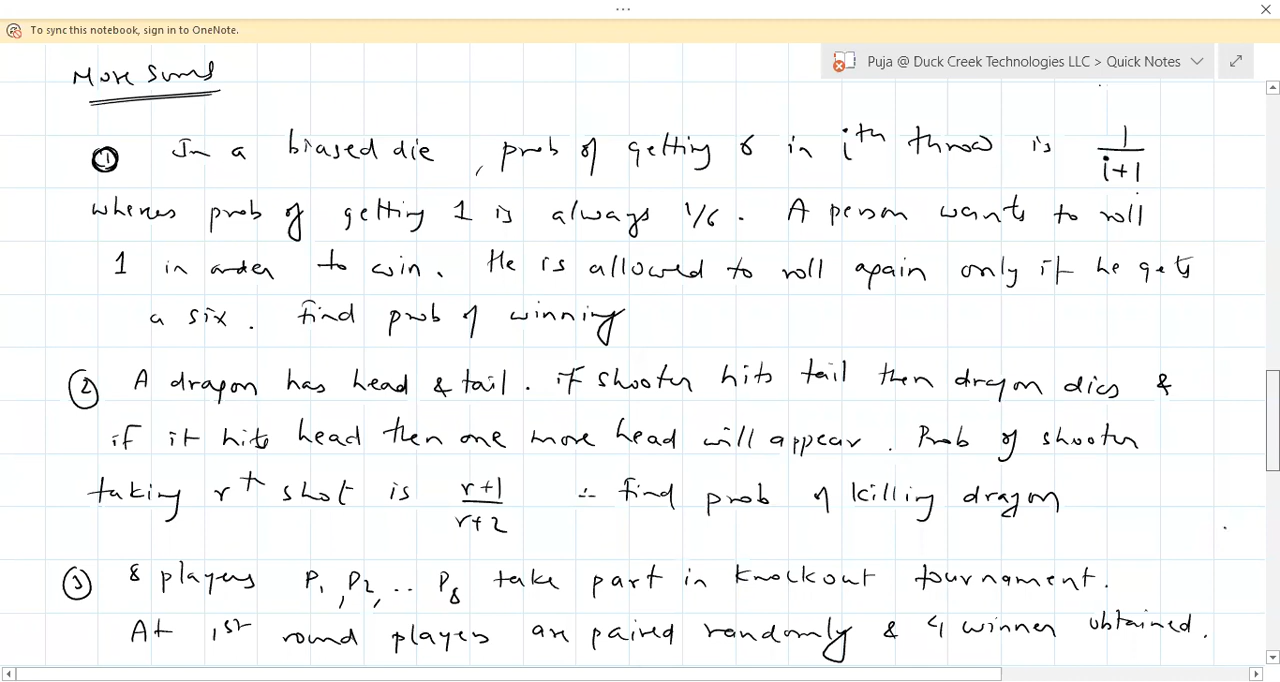 ...
To sync this notebook, sign in to OneNote.
Puja @ Duck Creek Technologies LLC > Quick Notes
More Sums
① In a biased die, prob of getting 6 in ith throw is 1/(i+1)
wheres prob of getting 1 is always 1/6. A person wants to roll
1 in order to win. He is allowed to roll again only if he gets
a six. Find prob of winning
② A dragon has head & tail. if shooter hits tail then dragon dies &
if it hits head then one more head will appear. Prob of shooter
taking rth shot is (r+1)/(r+2) ∴ find prob of killing dragon
③ 8 players P1, P2, .. P8 take part in knockout tournament.
At 1st round players are paired randomly & 4 winner obtained.